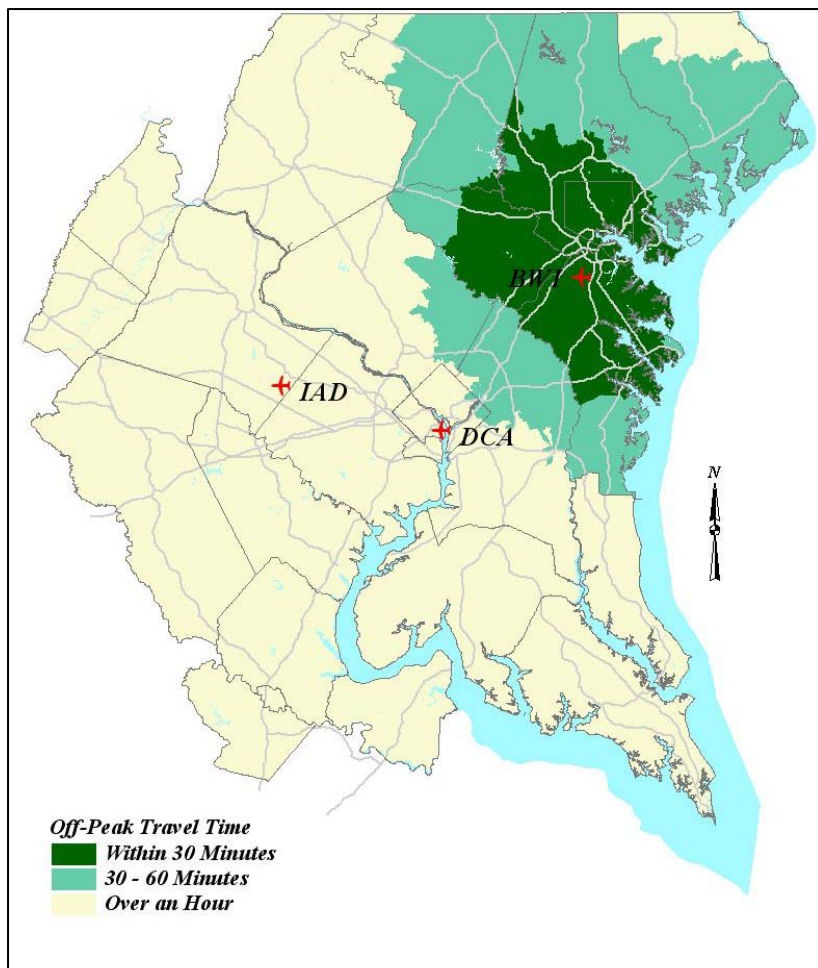 BWI
IAD
DCA
N
Off-Peak Travel Time
Within 30 Minutes
30 - 60 Minutes
Over an Hour